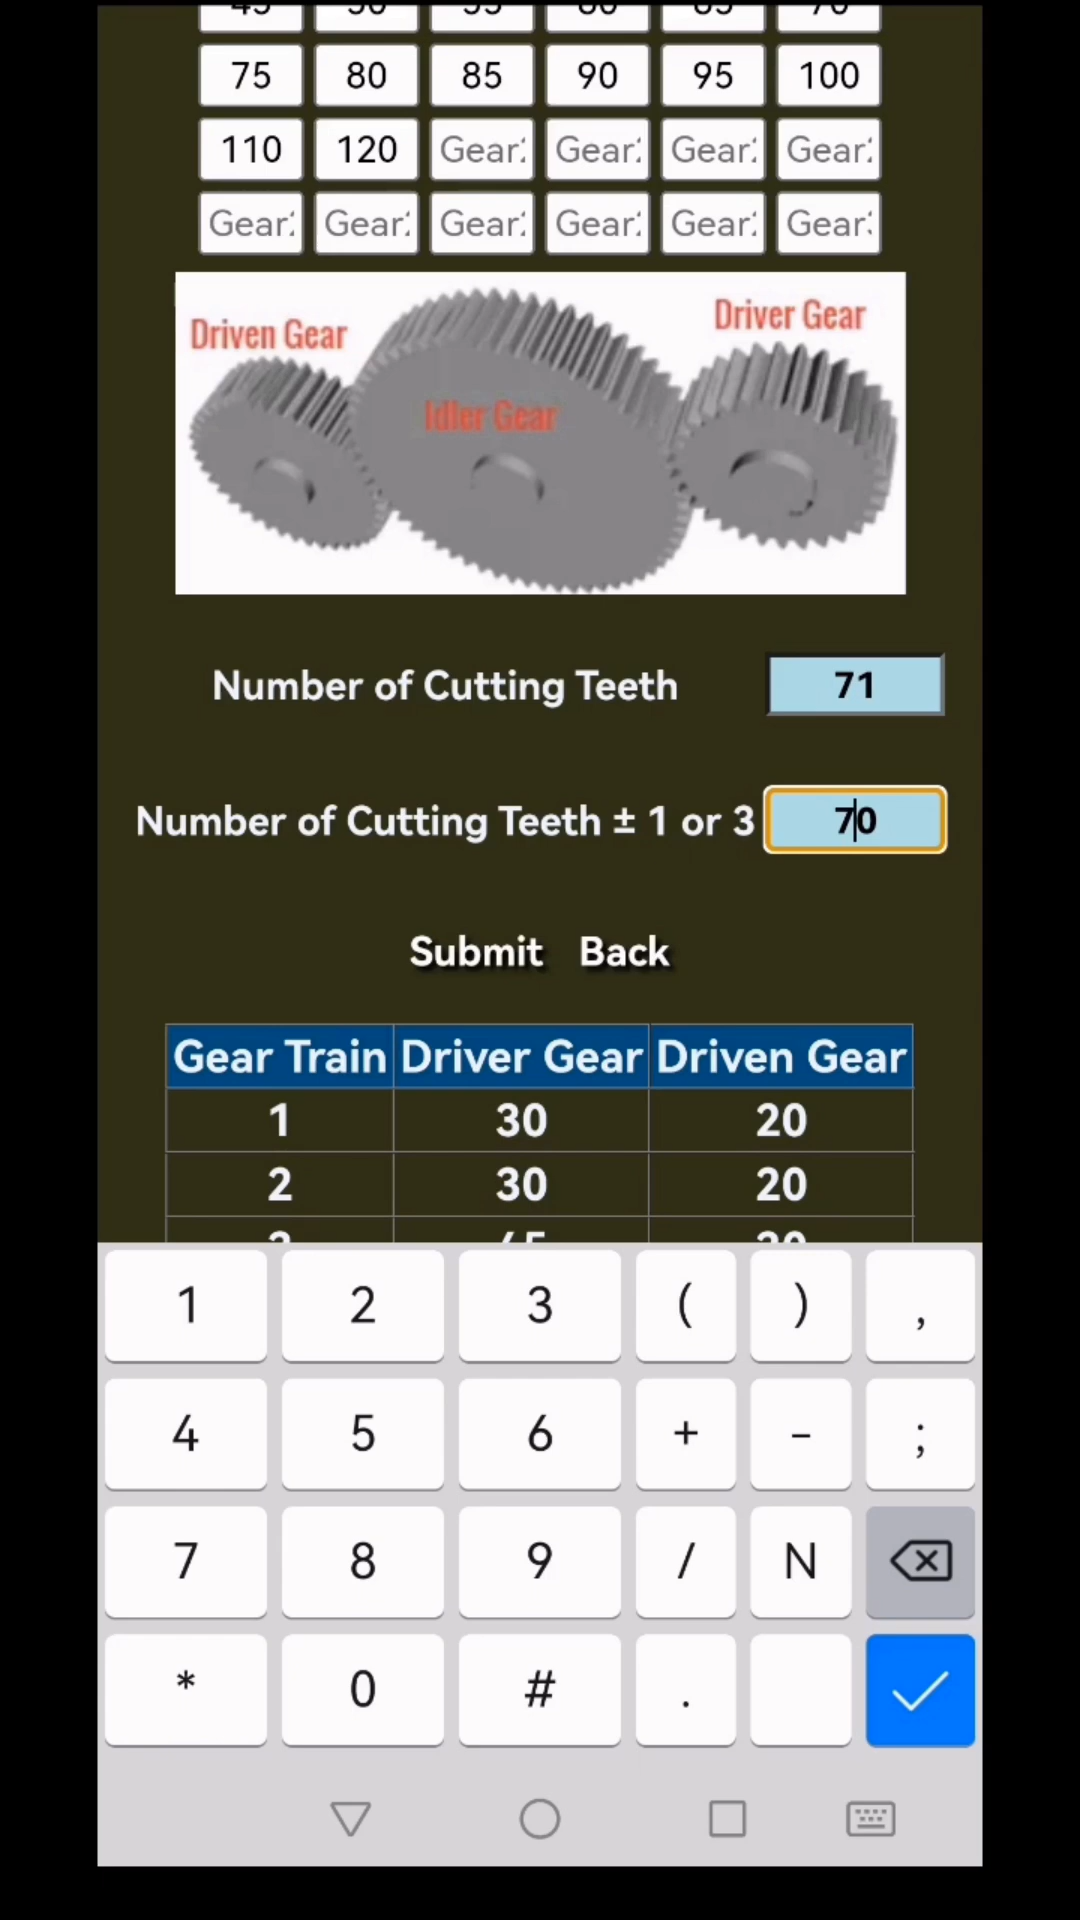 75 80 85 90 95 100
110 120 Gear Gear Gear Gear
Gear Gear Gear Gear Gear Gear
Driven Gear
Driver Gear
Idler Gear
Number of Cutting Teeth 71
Number of Cutting Teeth ± 1 or 3 70
Submit Back
Gear Train Driver Gear Driven Gear
1 30 20
2 30 20
1 2 3 ( ) ,
4 5 6 + - ;
7 8 9 / N
* 0 # .